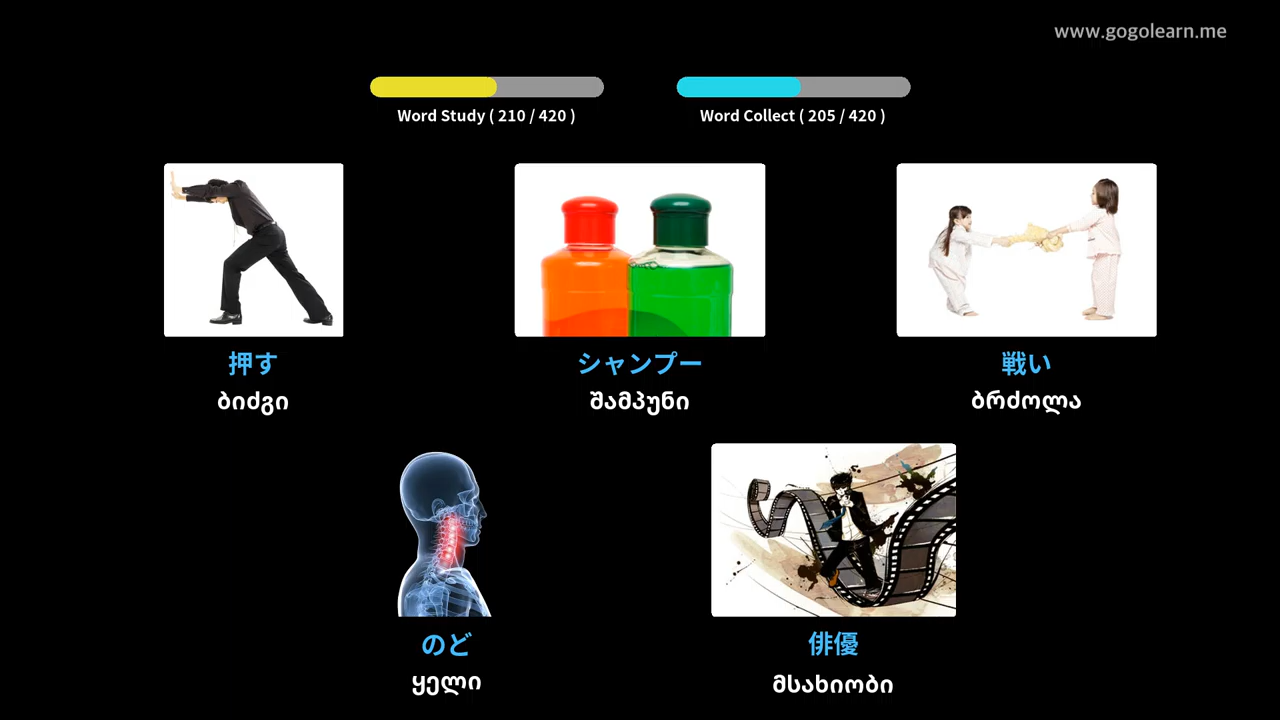 www.gogolearn.me
Word Study ( 210 / 420 )
Word Collect ( 205 / 420 )
押す
シャンプー
戦い
ბიძგი
შამპუნი
ბრძოლა
のど
俳優
ყელი
მსახიობი